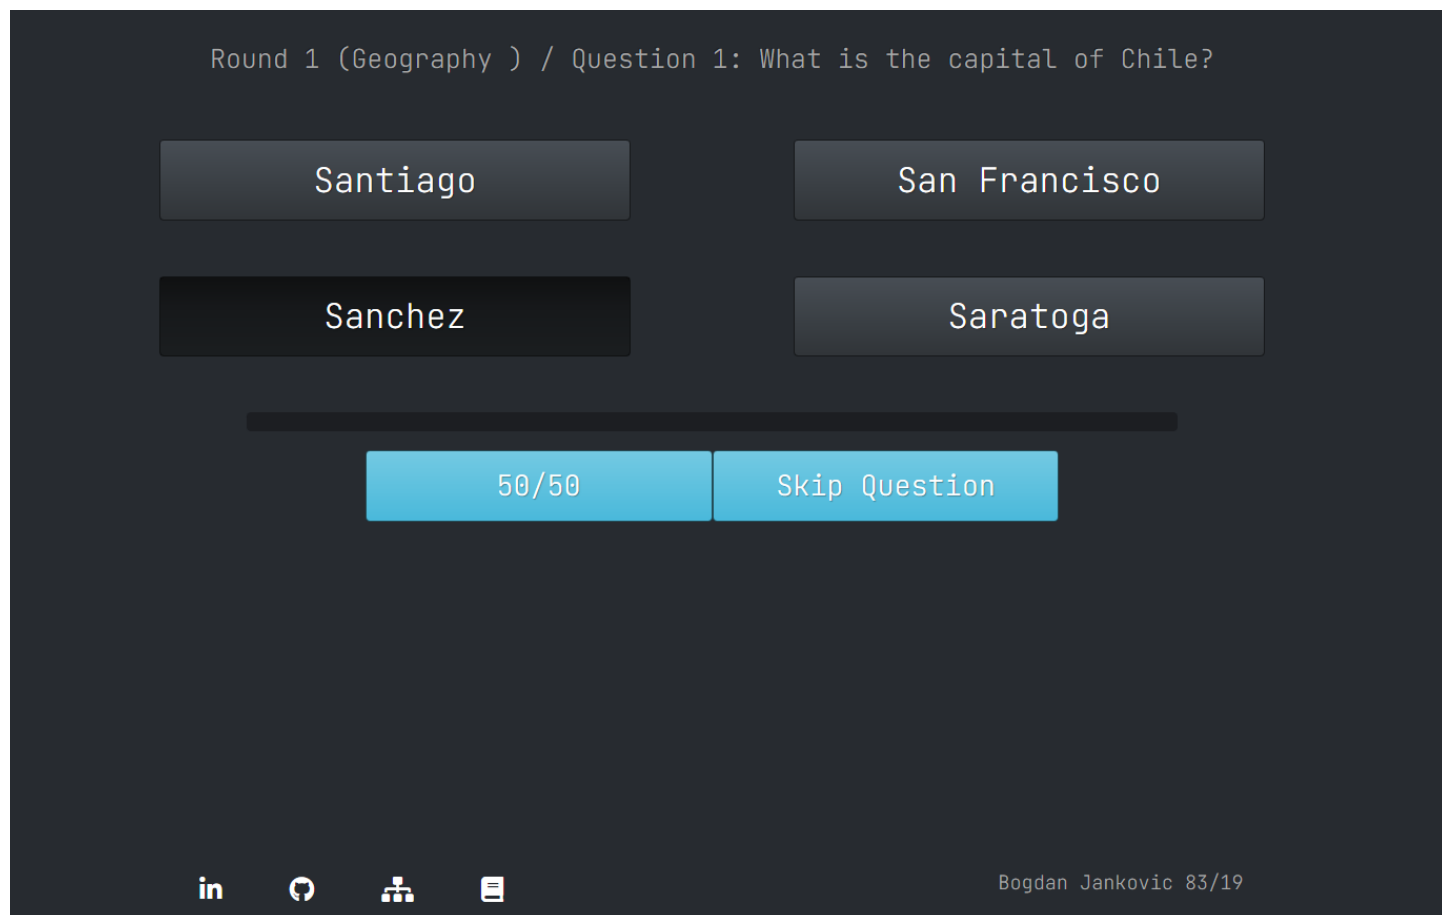 Round 1 (Geography ) / Question 1: What is the capital of Chile?
Santiago
San Francisco
Sanchez
Saratoga
50/50
Skip Question
in
Bogdan Jankovic 83/19